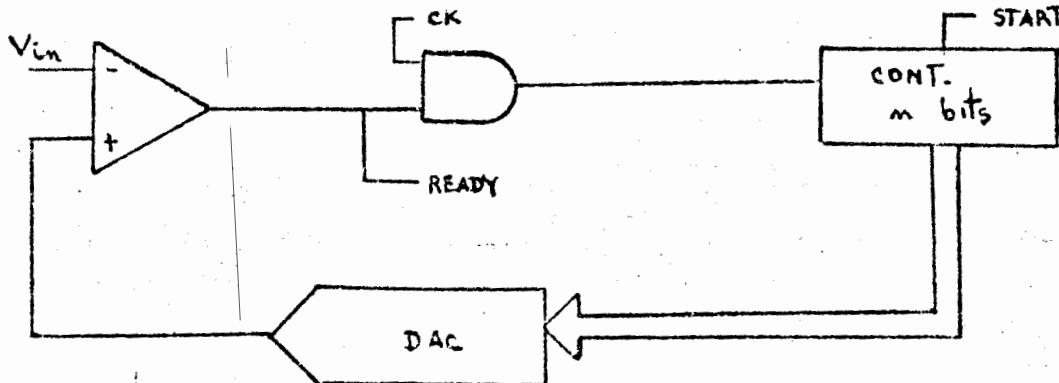 CK
START
Vin
-
CONT.
n bits
+
READY
DAC